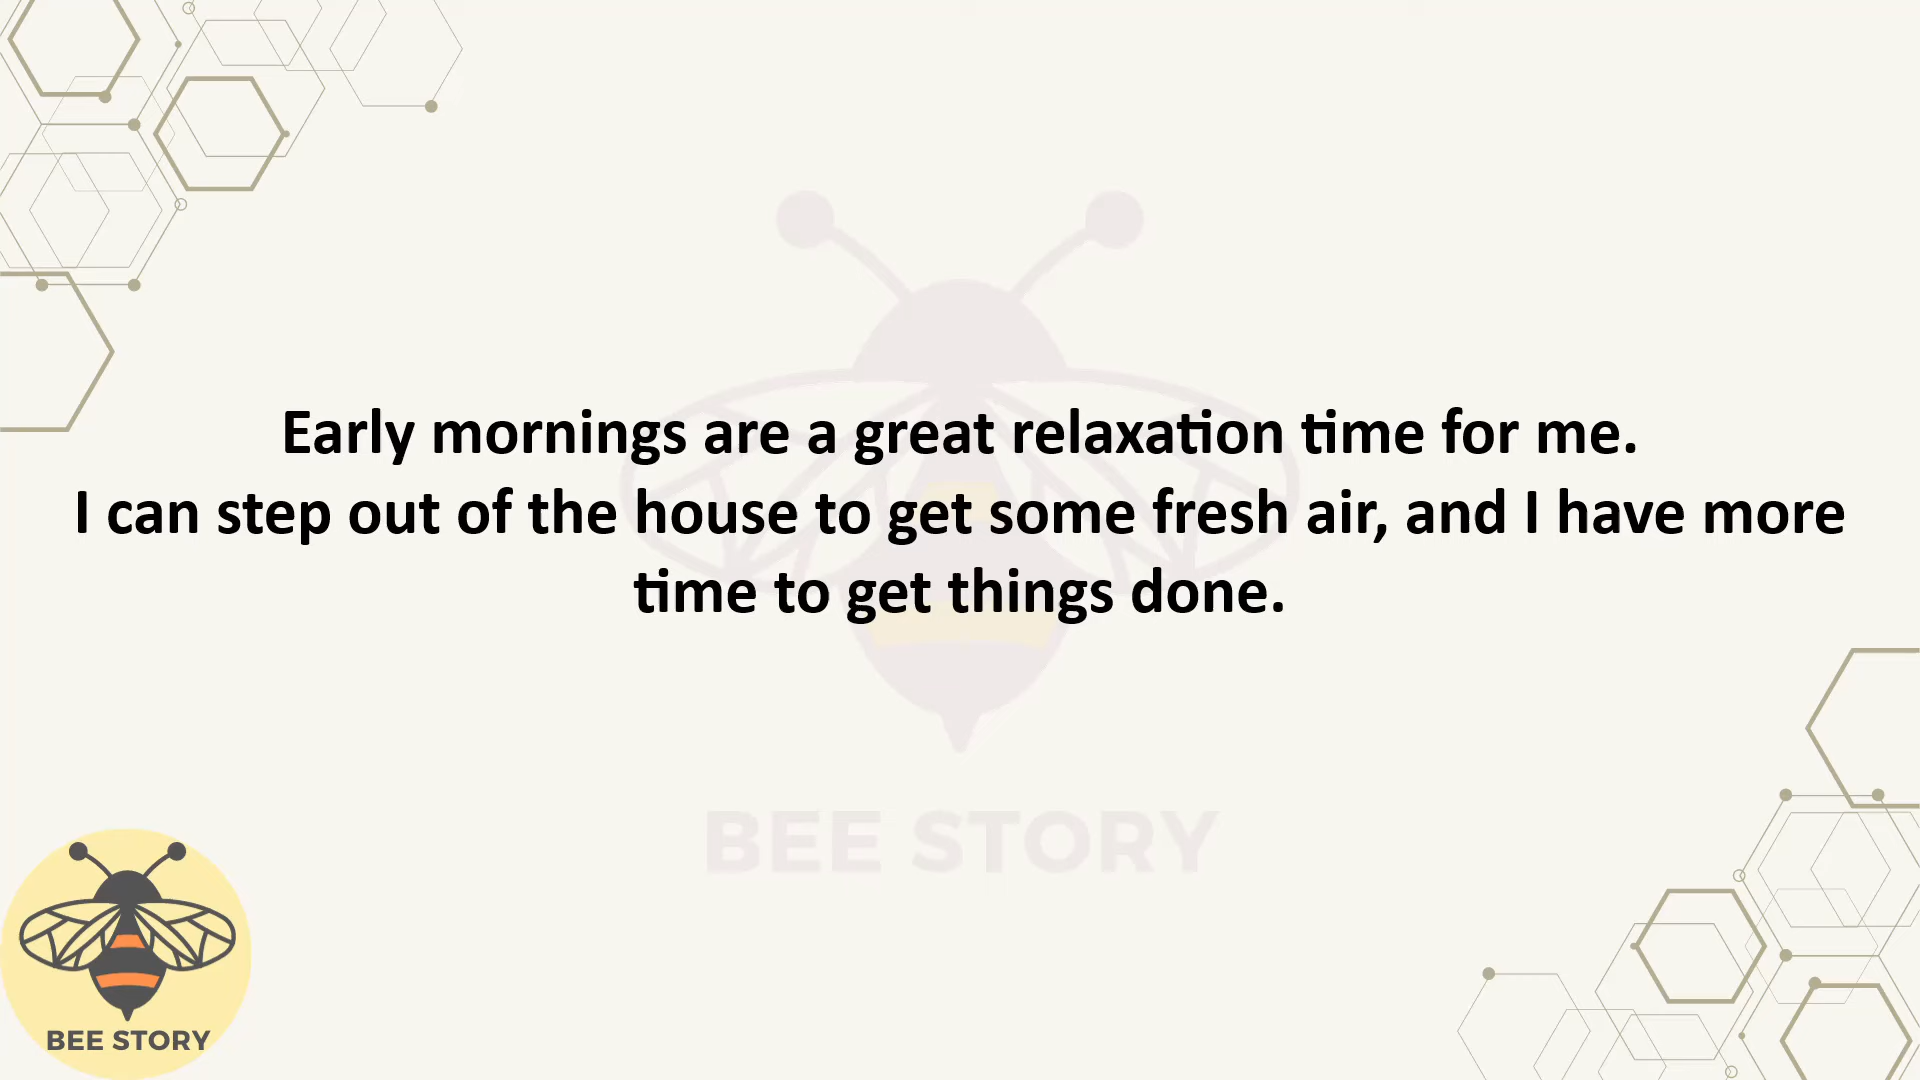 Early mornings are a great relaxation time for me.
I can step out of the house to get some fresh air, and I have more
time to get things done.
BEE STORY
BEE STORY